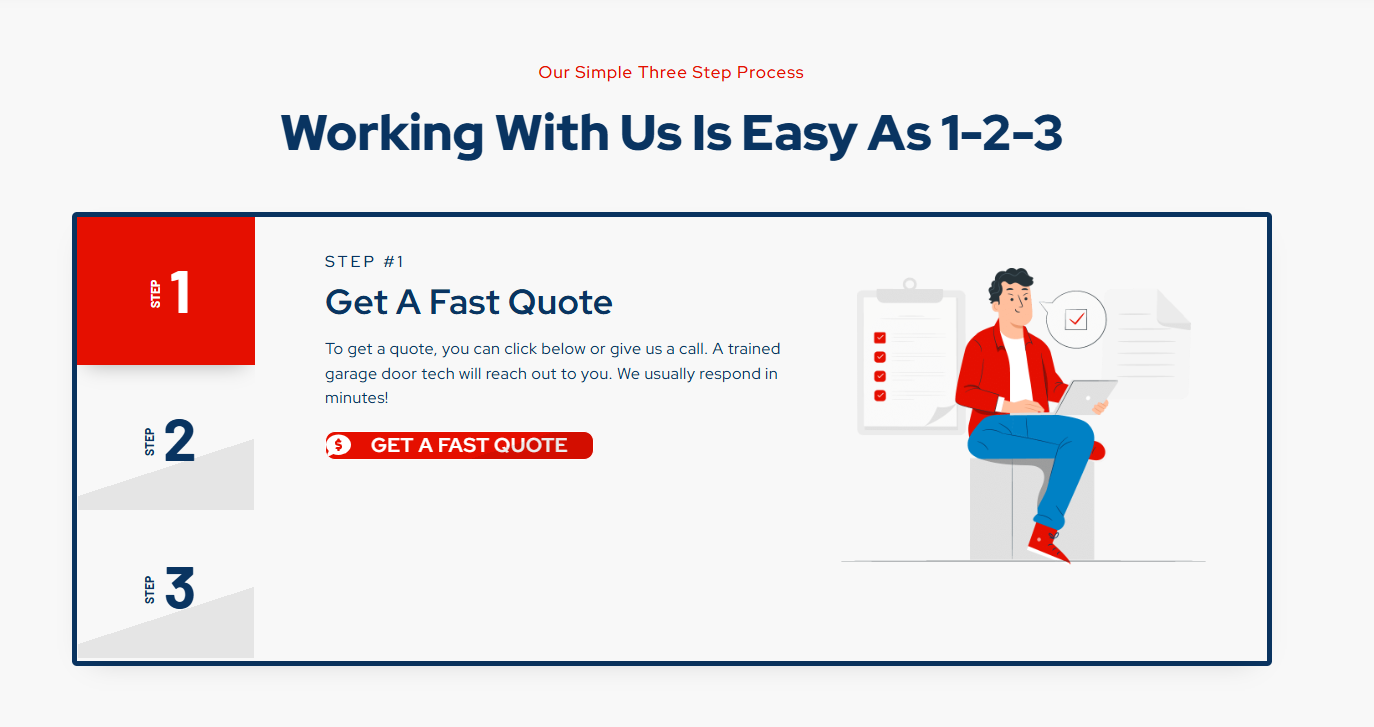 Our Simple Three Step Process
Working With Us Is Easy As 1-2-3
STEP 1
STEP #1
Get A Fast Quote
To get a quote, you can click below or give us a call. A trained
garage door tech will reach out to you. We usually respond in
minutes!
$ GET A FAST QUOTE
STEP 2
STEP 3